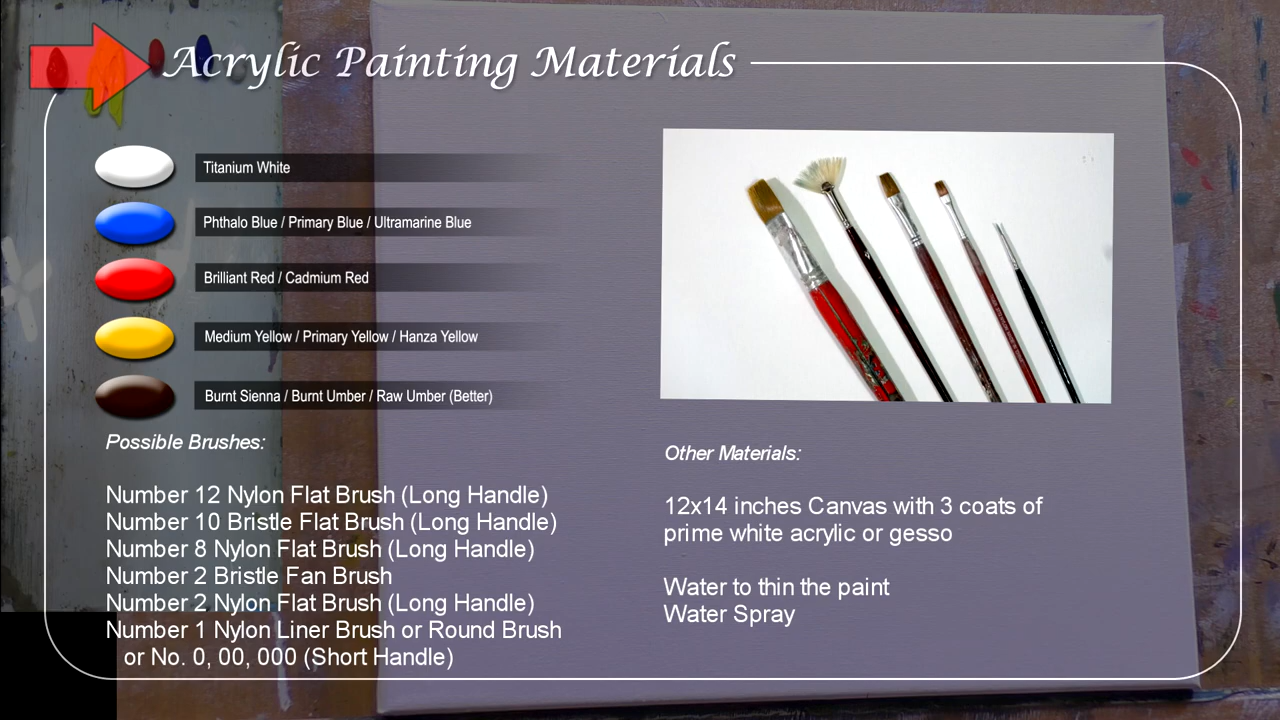 Acrylic Painting Materials
Titanium White
Phthalo Blue / Primary Blue / Ultramarine Blue
Brilliant Red / Cadmium Red
Medium Yellow / Primary Yellow / Hanza Yellow
Burnt Sienna / Burnt Umber / Raw Umber (Better)
Possible Brushes:
Number 12 Nylon Flat Brush (Long Handle)
Number 10 Bristle Flat Brush (Long Handle)
Number 8 Nylon Flat Brush (Long Handle)
Number 2 Bristle Fan Brush
Number 2 Nylon Flat Brush (Long Handle)
Number 1 Nylon Liner Brush or Round Brush
or No. 0, 00, 000 (Short Handle)
Other Materials:
12x14 inches Canvas with 3 coats of
prime white acrylic or gesso
Water to thin the paint
Water Spray